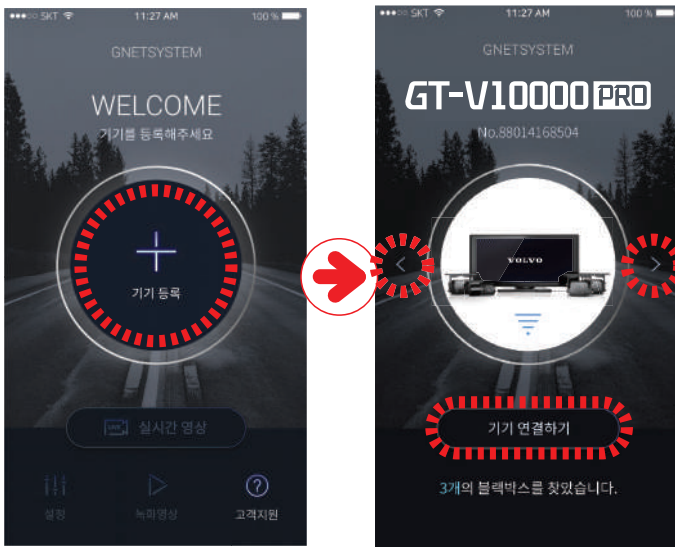 SKT 11:27 AM 100 %
GNETSYSTEM
WELCOME
기기를 등록해주세요
기기 등록
LIVE 실시간 영상
설정 녹화영상 고객지원
SKT 11:27 AM 100 %
GNETSYSTEM
GT-V10000 PRO
No.88014168504
VOLVO
기기 연결하기
3개의 블랙박스를 찾았습니다.